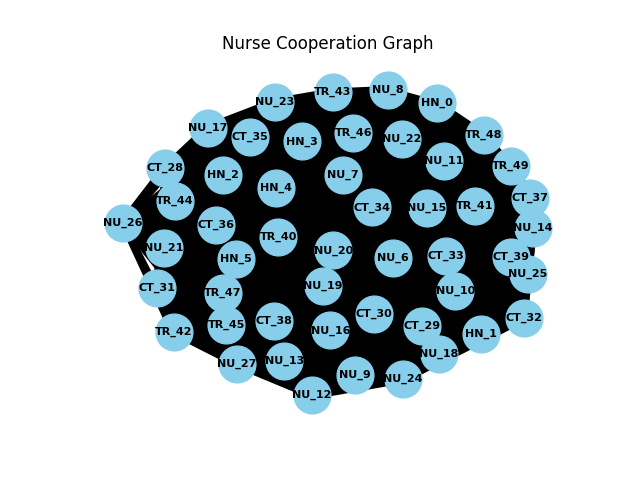 Nurse Cooperation Graph
NU_8
TR_43
NU_23
HN_0
NU_17
TR_46
TR_48
CT_35
HN_3
NU_22
NU_11
TR_49
CT_28
HN_2
NU_7
HN_4
CT_37
TR_44
CT_34
NU_15
TR_41
NU_26
CT_36
NU_14
TR_40
NU_21
NU_20
HN_5
NU_6
CT_33
CT_39
NU_25
CT_31
TR_47
NU_19
NU_10
CT_30
CT_32
TR_42
TR_45
CT_38
NU_16
CT_29
HN_1
NU_18
NU_27
NU_13
NU_9
NU_24
NU_12